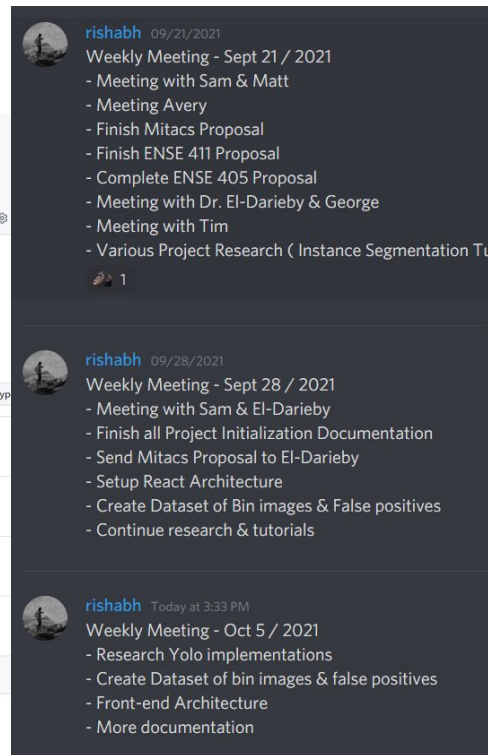 rishabh 09/21/2021
Weekly Meeting - Sept 21 / 2021
- Meeting with Sam & Matt
- Meeting Avery
- Finish Mitacs Proposal
- Finish ENSE 411 Proposal
- Complete ENSE 405 Proposal
- Meeting with Dr. El-Darieby & George
- Meeting with Tim
- Various Project Research ( Instance Segmentation Tu
1
rishabh 09/28/2021
Weekly Meeting - Sept 28 / 2021
- Meeting with Sam & El-Darieby
- Finish all Project Initialization Documentation
- Send Mitacs Proposal to El-Darieby
- Setup React Architecture
- Create Dataset of Bin images & False positives
- Continue research & tutorials
yp
rishabh Today at 3:33 PM
Weekly Meeting - Oct 5 / 2021
- Research Yolo implementations
- Create Dataset of bin images & false positives
- Front-end Architecture
- More documentation